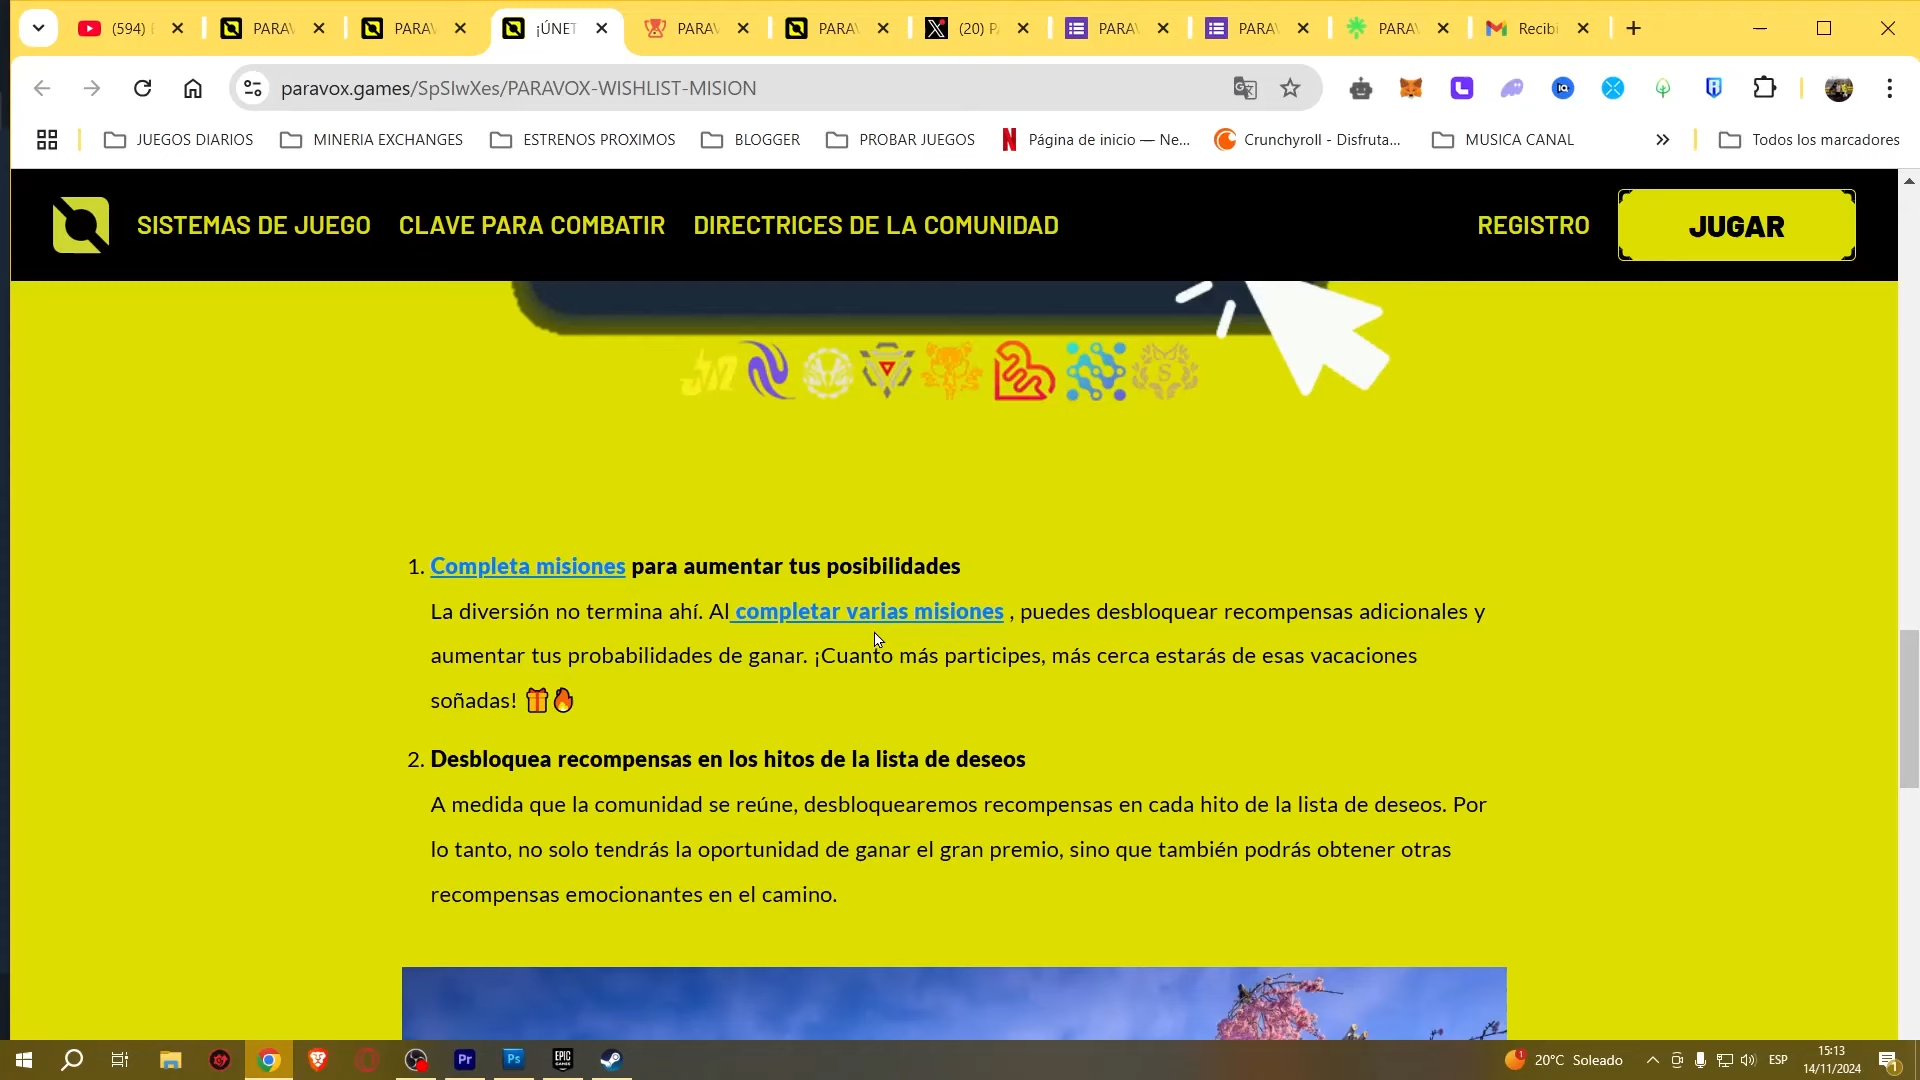 (594)
PARAV
PARAV
¡ÚNET
PARAV
PARAV
(20) P
PARAV
PARAV
PARAV
Recibi
paravox.games/SpSlwXes/PARAVOX-WISHLIST-MISION
JUEGOS DIARIOS
MINERIA EXCHANGES
ESTRENOS PROXIMOS
BLOGGER
PROBAR JUEGOS
Página de inicio — Ne...
Crunchyroll - Disfruta...
MUSICA CANAL
Todos los marcadores
SISTEMAS DE JUEGO
CLAVE PARA COMBATIR
DIRECTRICES DE LA COMUNIDAD
REGISTRO
JUGAR
1. Completa misiones para aumentar tus posibilidades
La diversión no termina ahí. Al completar varias misiones , puedes desbloquear recompensas adicionales y
aumentar tus probabilidades de ganar. ¡Cuanto más participes, más cerca estarás de esas vacaciones
soñadas! 🎁🔥
2. Desbloquea recompensas en los hitos de la lista de deseos
A medida que la comunidad se reúne, desbloquearemos recompensas en cada hito de la lista de deseos. Por
lo tanto, no solo tendrás la oportunidad de ganar el gran premio, sino que también podrás obtener otras
recompensas emocionantes en el camino.
20°C Soleado
ESP
15:13
14/11/2024